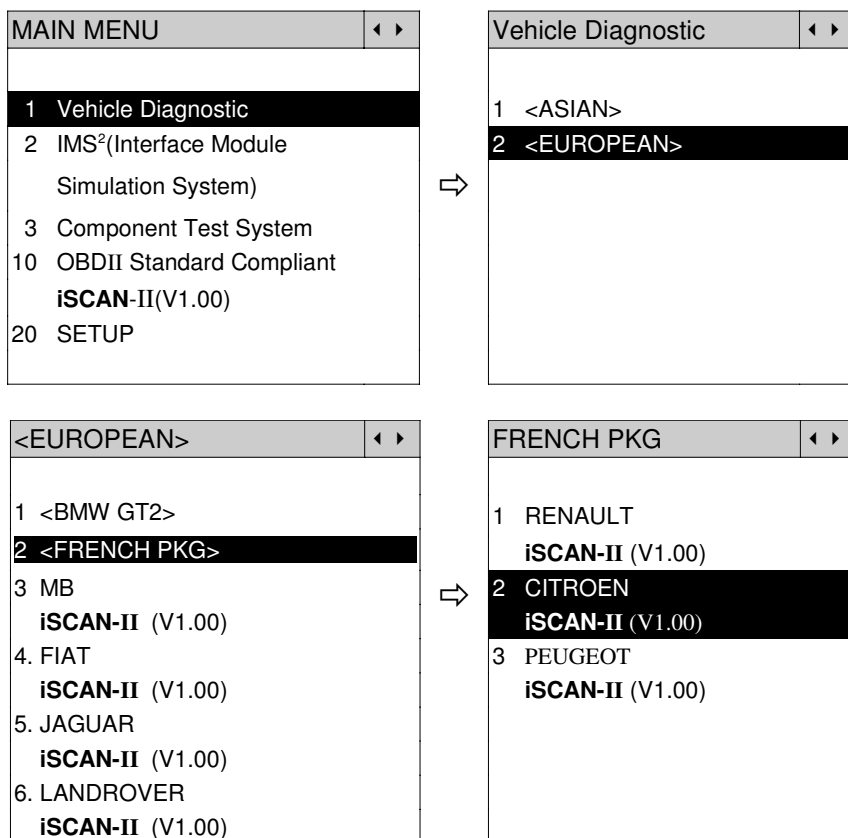 MAIN MENU
1 Vehicle Diagnostic
2 IMS²(Interface Module
Simulation System)
3 Component Test System
10 OBDII Standard Compliant
iSCAN-II(V1.00)
20 SETUP
Vehicle Diagnostic
1 <ASIAN>
2 <EUROPEAN>
<EUROPEAN>
1 <BMW GT2>
2 <FRENCH PKG>
3 MB
iSCAN-II (V1.00)
4. FIAT
iSCAN-II (V1.00)
5. JAGUAR
iSCAN-II (V1.00)
6. LANDROVER
iSCAN-II (V1.00)
FRENCH PKG
1 RENAULT
iSCAN-II (V1.00)
2 CITROEN
iSCAN-II (V1.00)
3 PEUGEOT
iSCAN-II (V1.00)